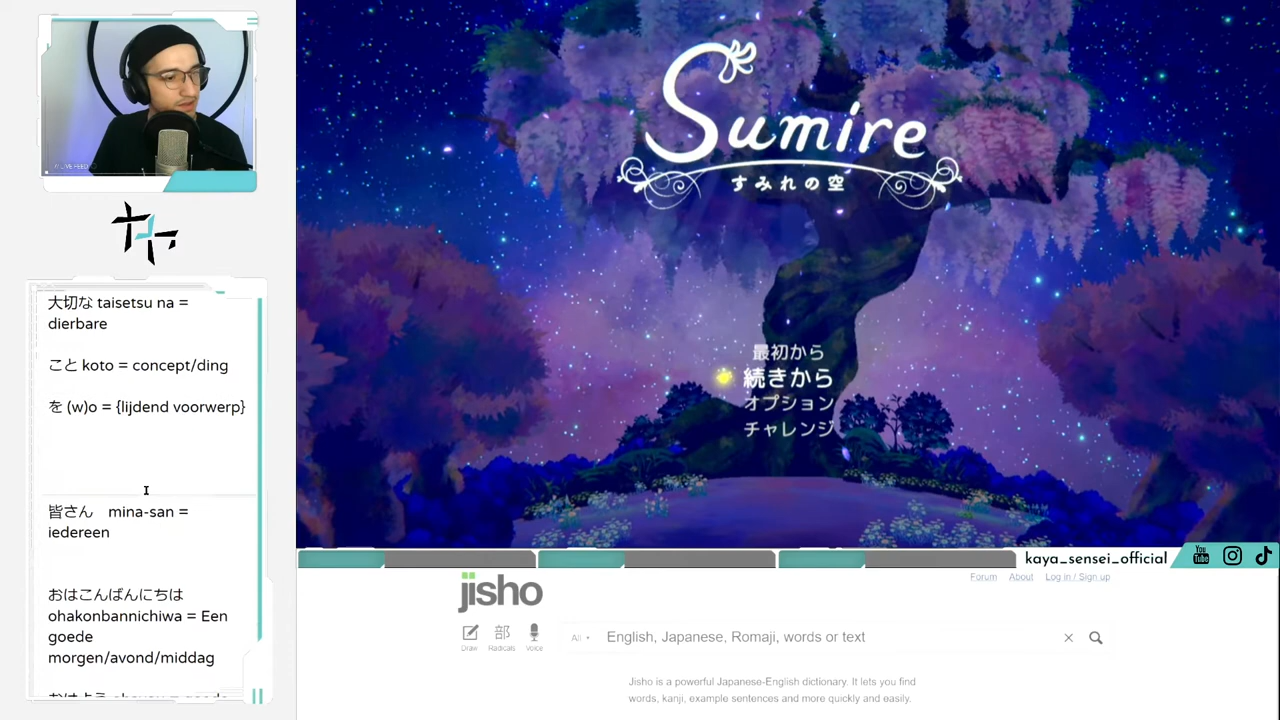 大切な taisetsu na =
dierbare
こと koto = concept/ding
を (w)o = {lijdend voorwerp}
皆さん　mina-san =
iedereen
おはこんばんにちは
ohakonbannichiwa = Een
goede
morgen/avond/middag
Sumire
すみれの空
最初から
続きから
オプション
チャレンジ
kaya_sensei_official
You
Tube
jisho
Forum
About
Log in / Sign up
Draw
部
Radicals
Voice
All
English, Japanese, Romaji, words or text
Jisho is a powerful Japanese-English dictionary. It lets you find
words, kanji, example sentences and more quickly and easily.